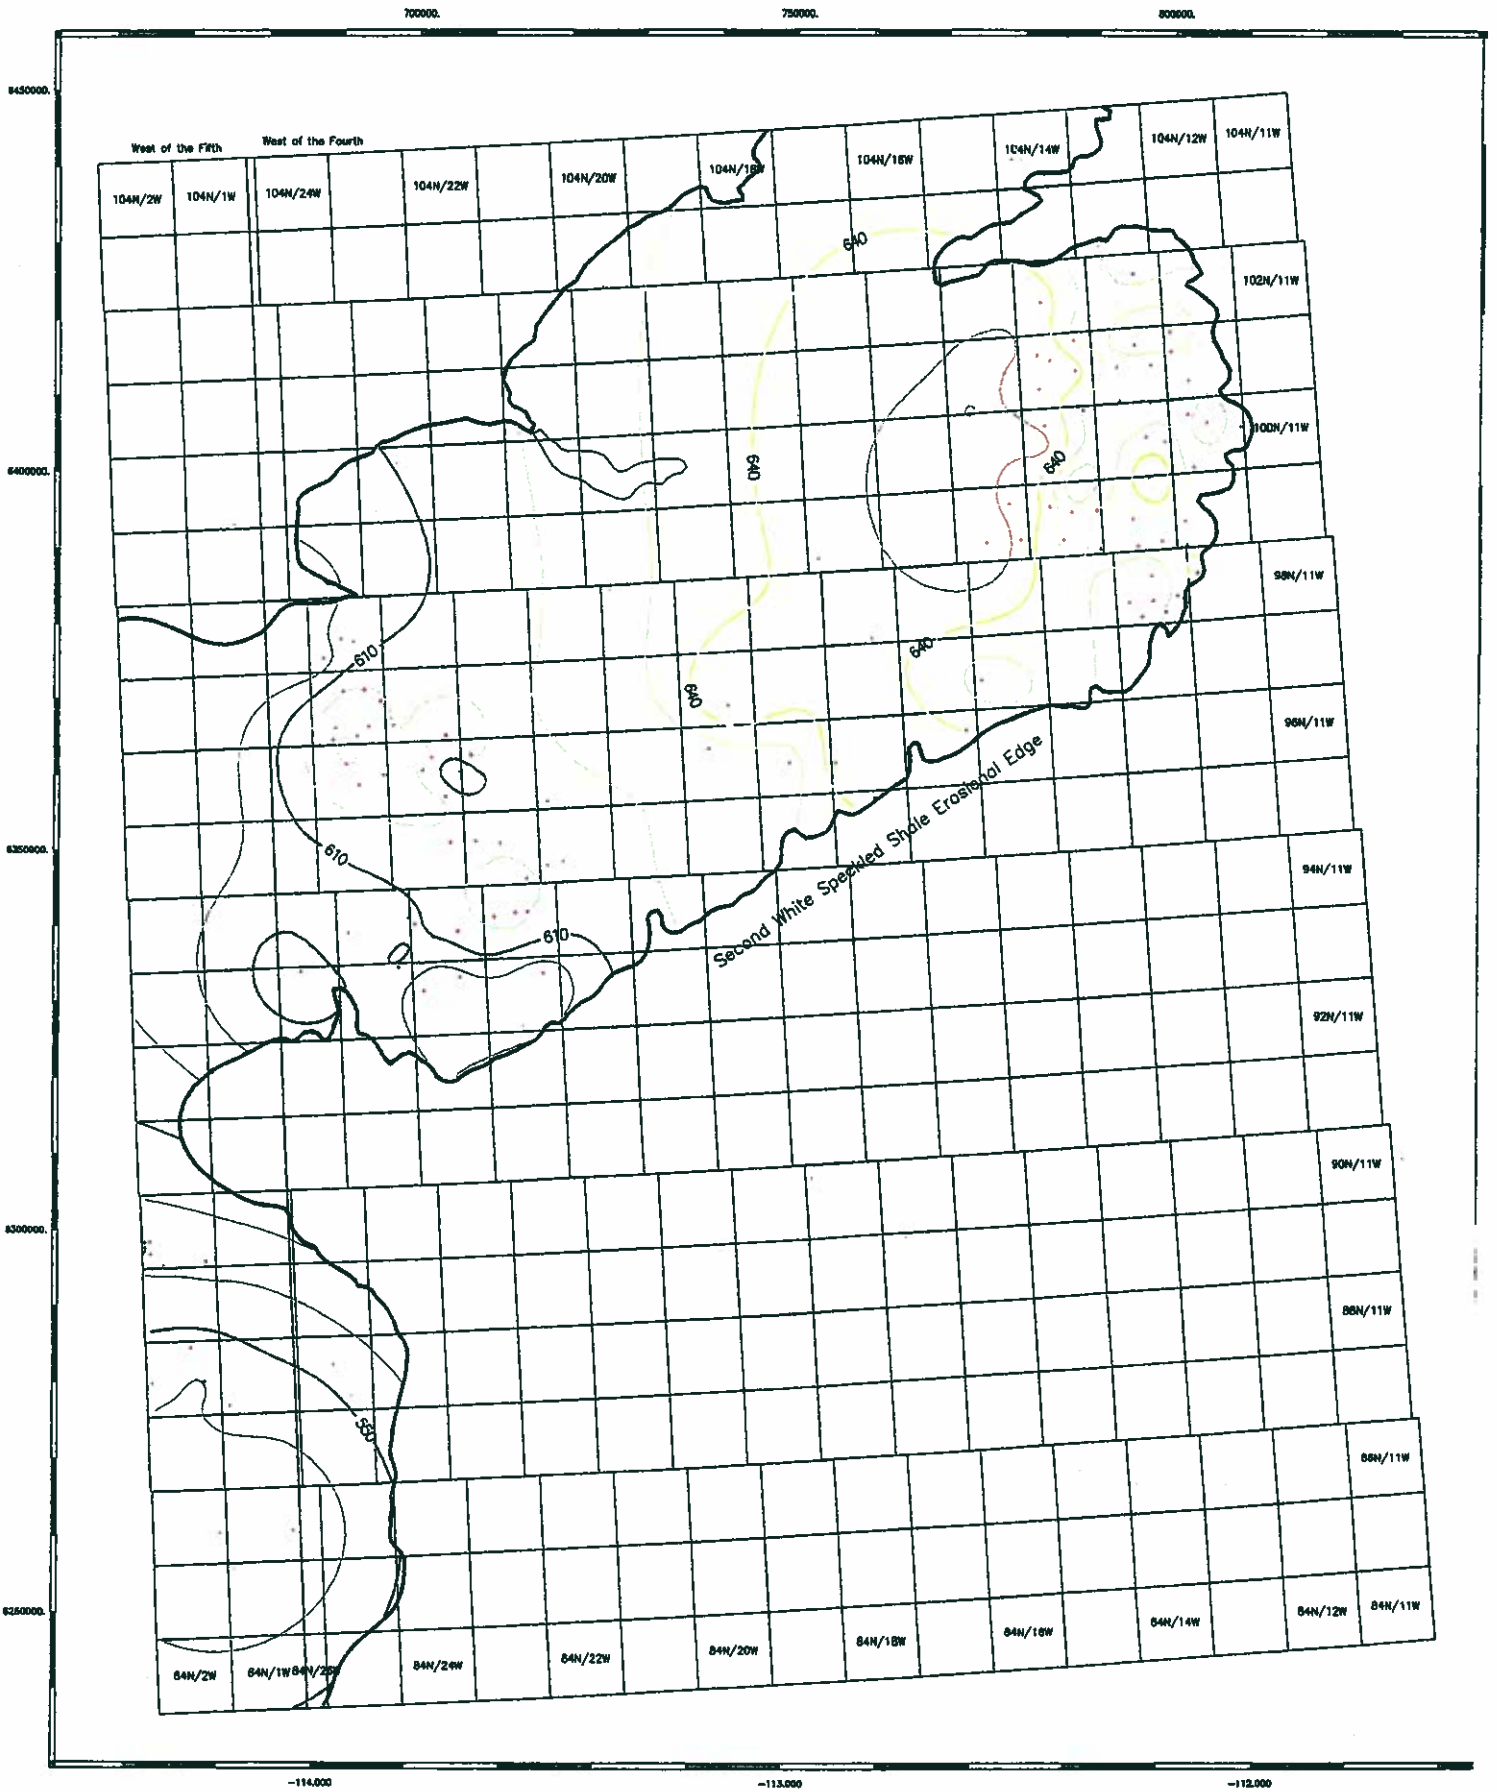 700000. 750000. 800000.
6450000.
West of the Fifth West of the Fourth
104N/2W 104N/1W 104N/24W 104N/22W 104N/20W 104N/18W 104N/16W 104N/14W 104N/12W 104N/11W
640
102N/11W
100N/11W
6400000.
640
640
98N/11W
610
640
640
96N/11W
Second White Speckled Shale Erosional Edge
6350000.
610
94N/11W
610
92N/11W
90N/11W
6300000.
88N/11W
550
86N/11W
6250000.
84N/2W 84N/1W 84N/26W 84N/24W 84N/22W 84N/20W 84N/18W 84N/16W 84N/14W 84N/12W 84N/11W
-114.000 -113.000 -112.000